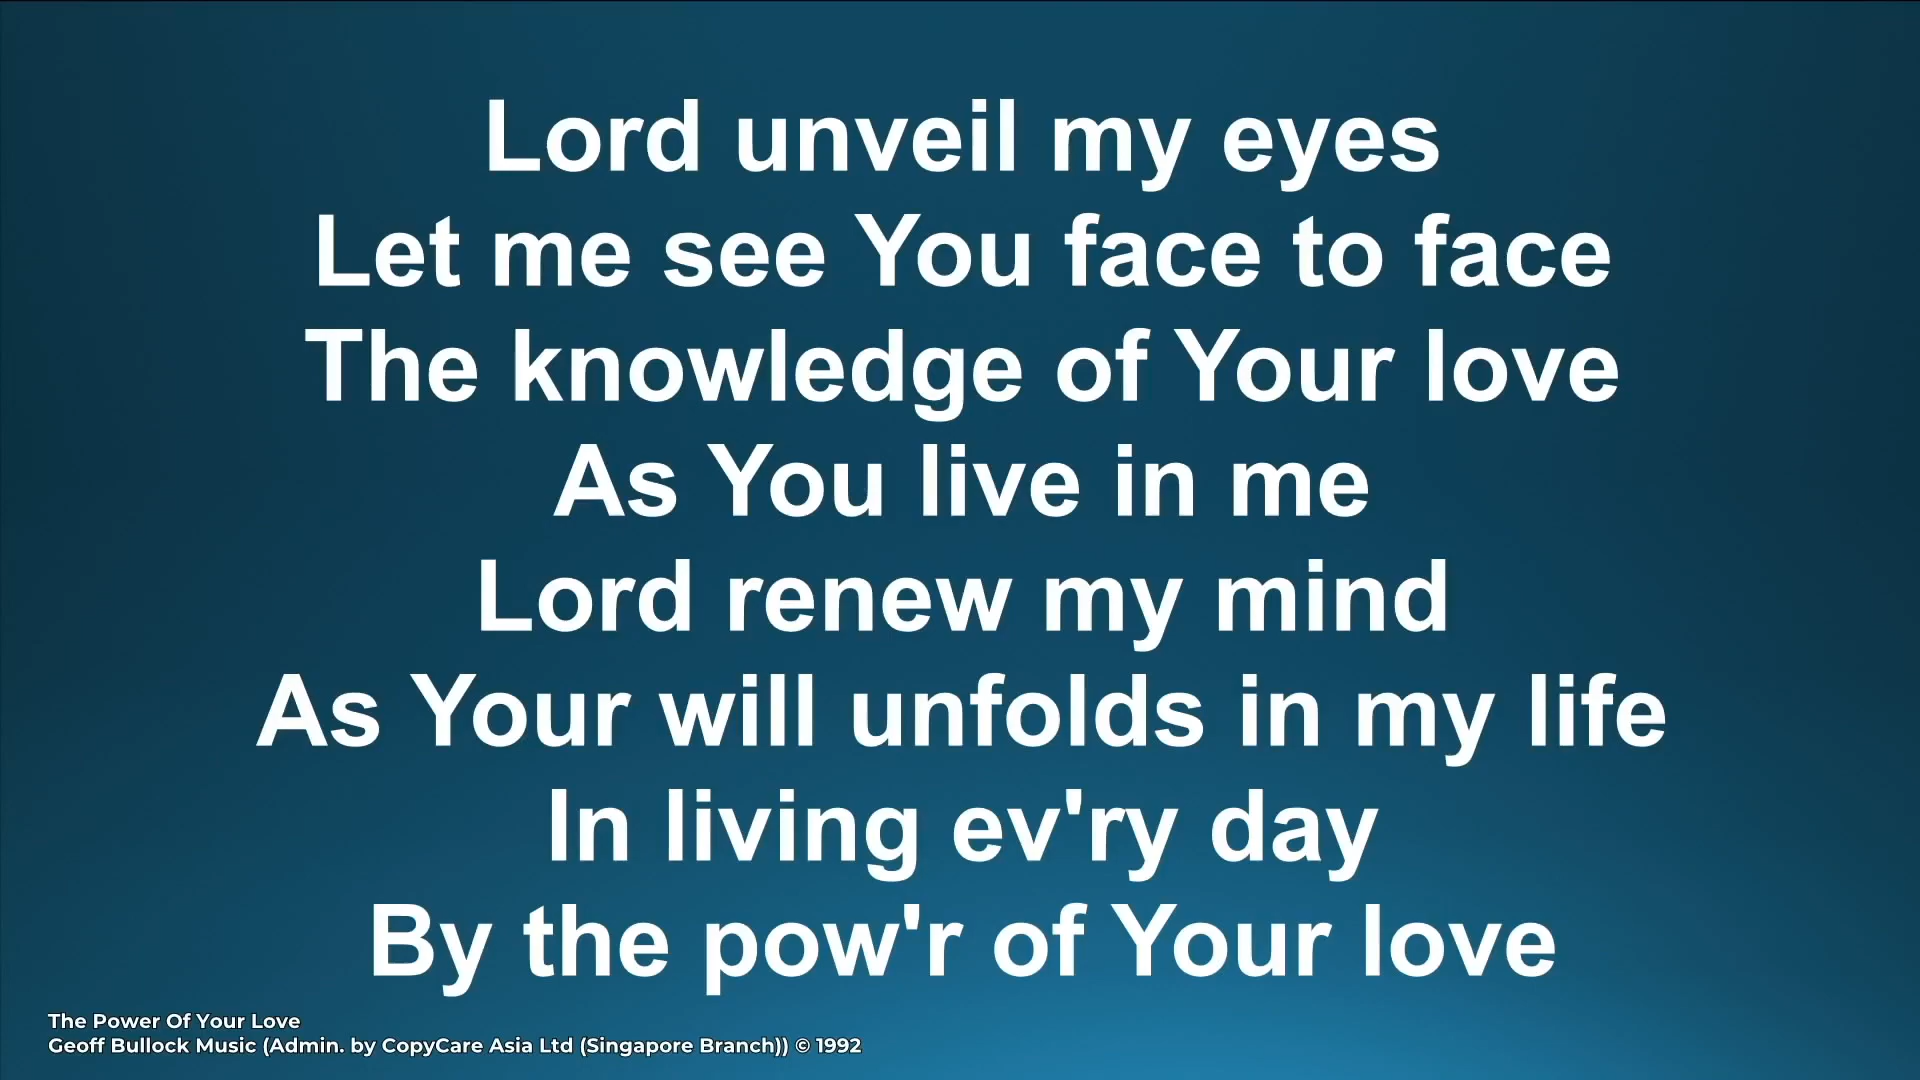 Lord unveil my eyes
Let me see You face to face
The knowledge of Your love
As You live in me
Lord renew my mind
As Your will unfolds in my life
In living ev'ry day
By the pow'r of Your love
The Power Of Your Love
Geoff Bullock Music (Admin. by CopyCare Asia Ltd (Singapore Branch)) © 1992